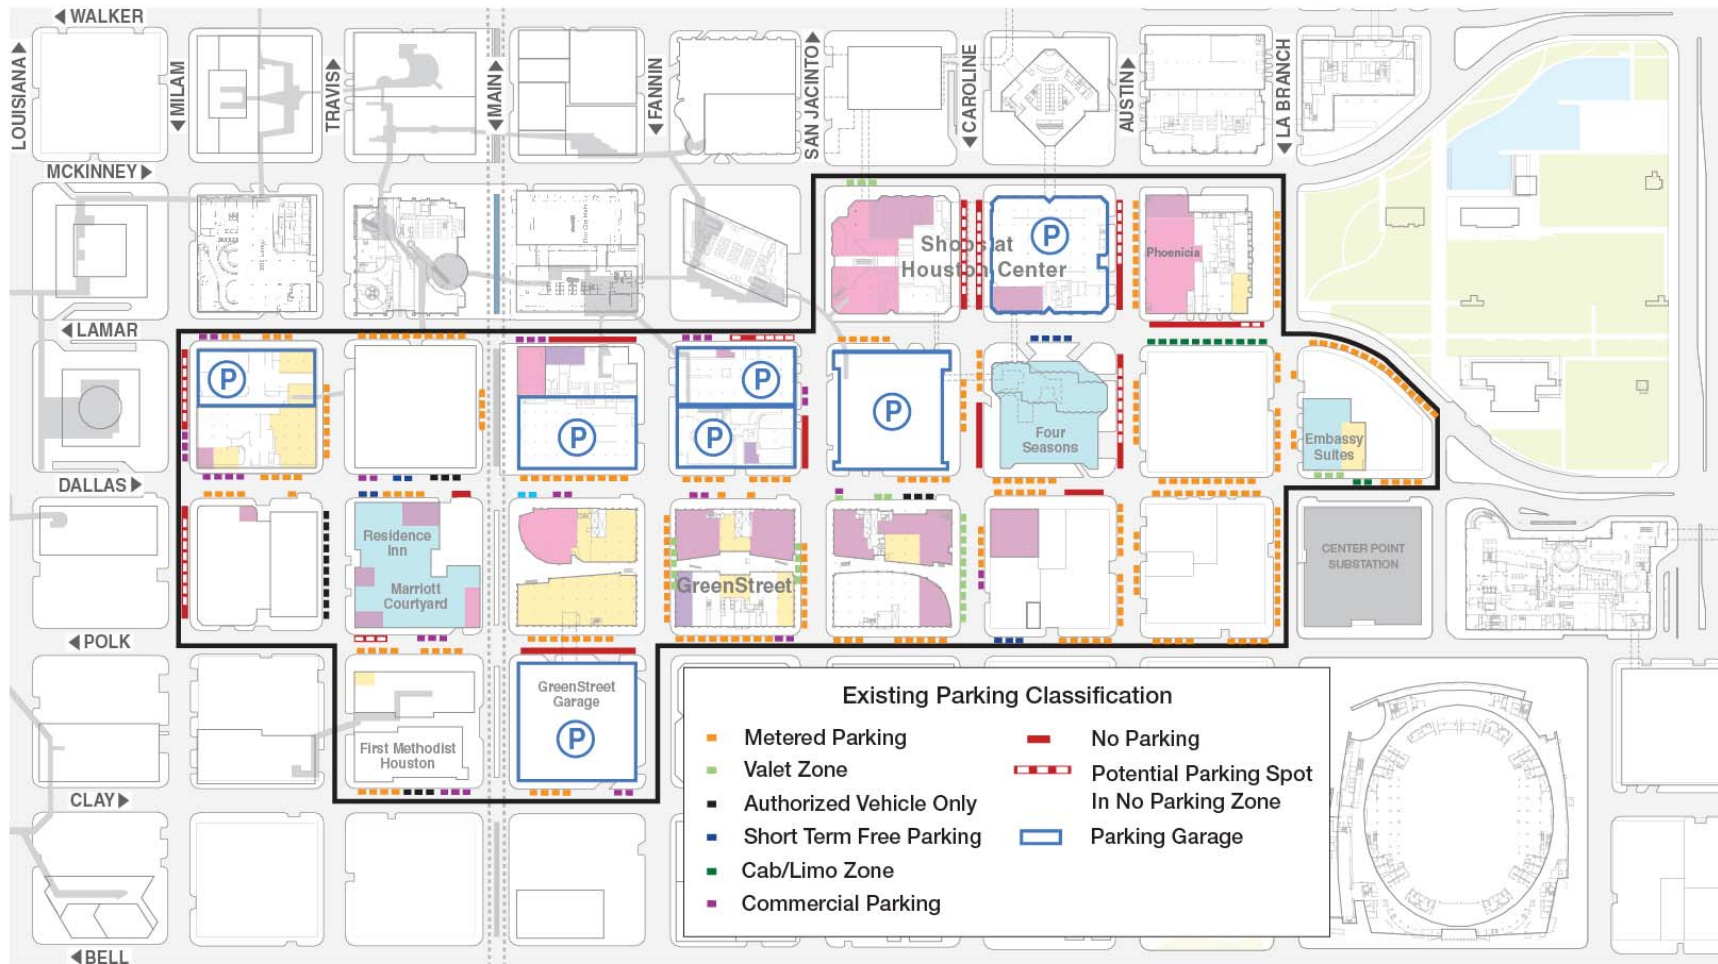 ◄WALKER
LOUISIANA►
◄MILAM
TRAVIS►
◄MAIN►
◄FANNIN
SAN JACINTO►
◄CAROLINE
AUSTIN►
◄LA BRANCH
MCKINNEY►
P
Shops at
Houston Center
Phoenicia
◄LAMAR
P
P
P
P
P
Four
Seasons
Embassy
Suites
DALLAS►
Residence
Inn
Marriott
Courtyard
GreenStreet
CENTER POINT
SUBSTATION
◄POLK
GreenStreet
Garage
P
First Methodist
Houston
CLAY►
◄BELL
Existing Parking Classification
Metered Parking
Valet Zone
Authorized Vehicle Only
Short Term Free Parking
Cab/Limo Zone
Commercial Parking
No Parking
Potential Parking Spot
In No Parking Zone
Parking Garage